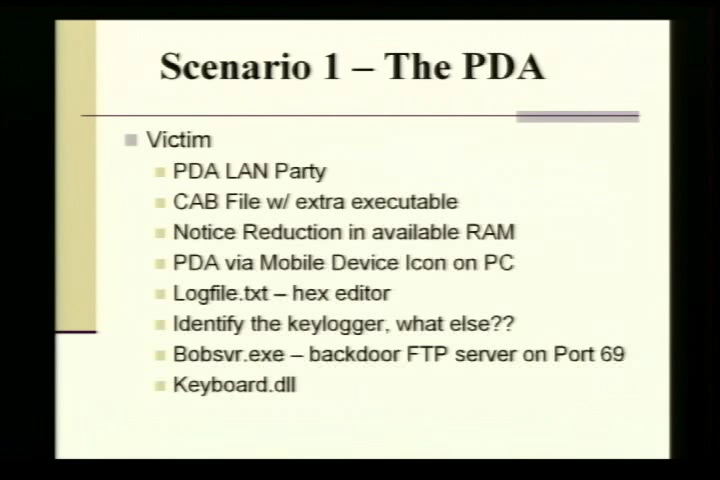 Scenario 1 – The PDA
Victim
PDA LAN Party
CAB File w/ extra executable
Notice Reduction in available RAM
PDA via Mobile Device Icon on PC
Logfile.txt – hex editor
Identify the keylogger, what else??
Bobsvr.exe – backdoor FTP server on Port 69
Keyboard.dll